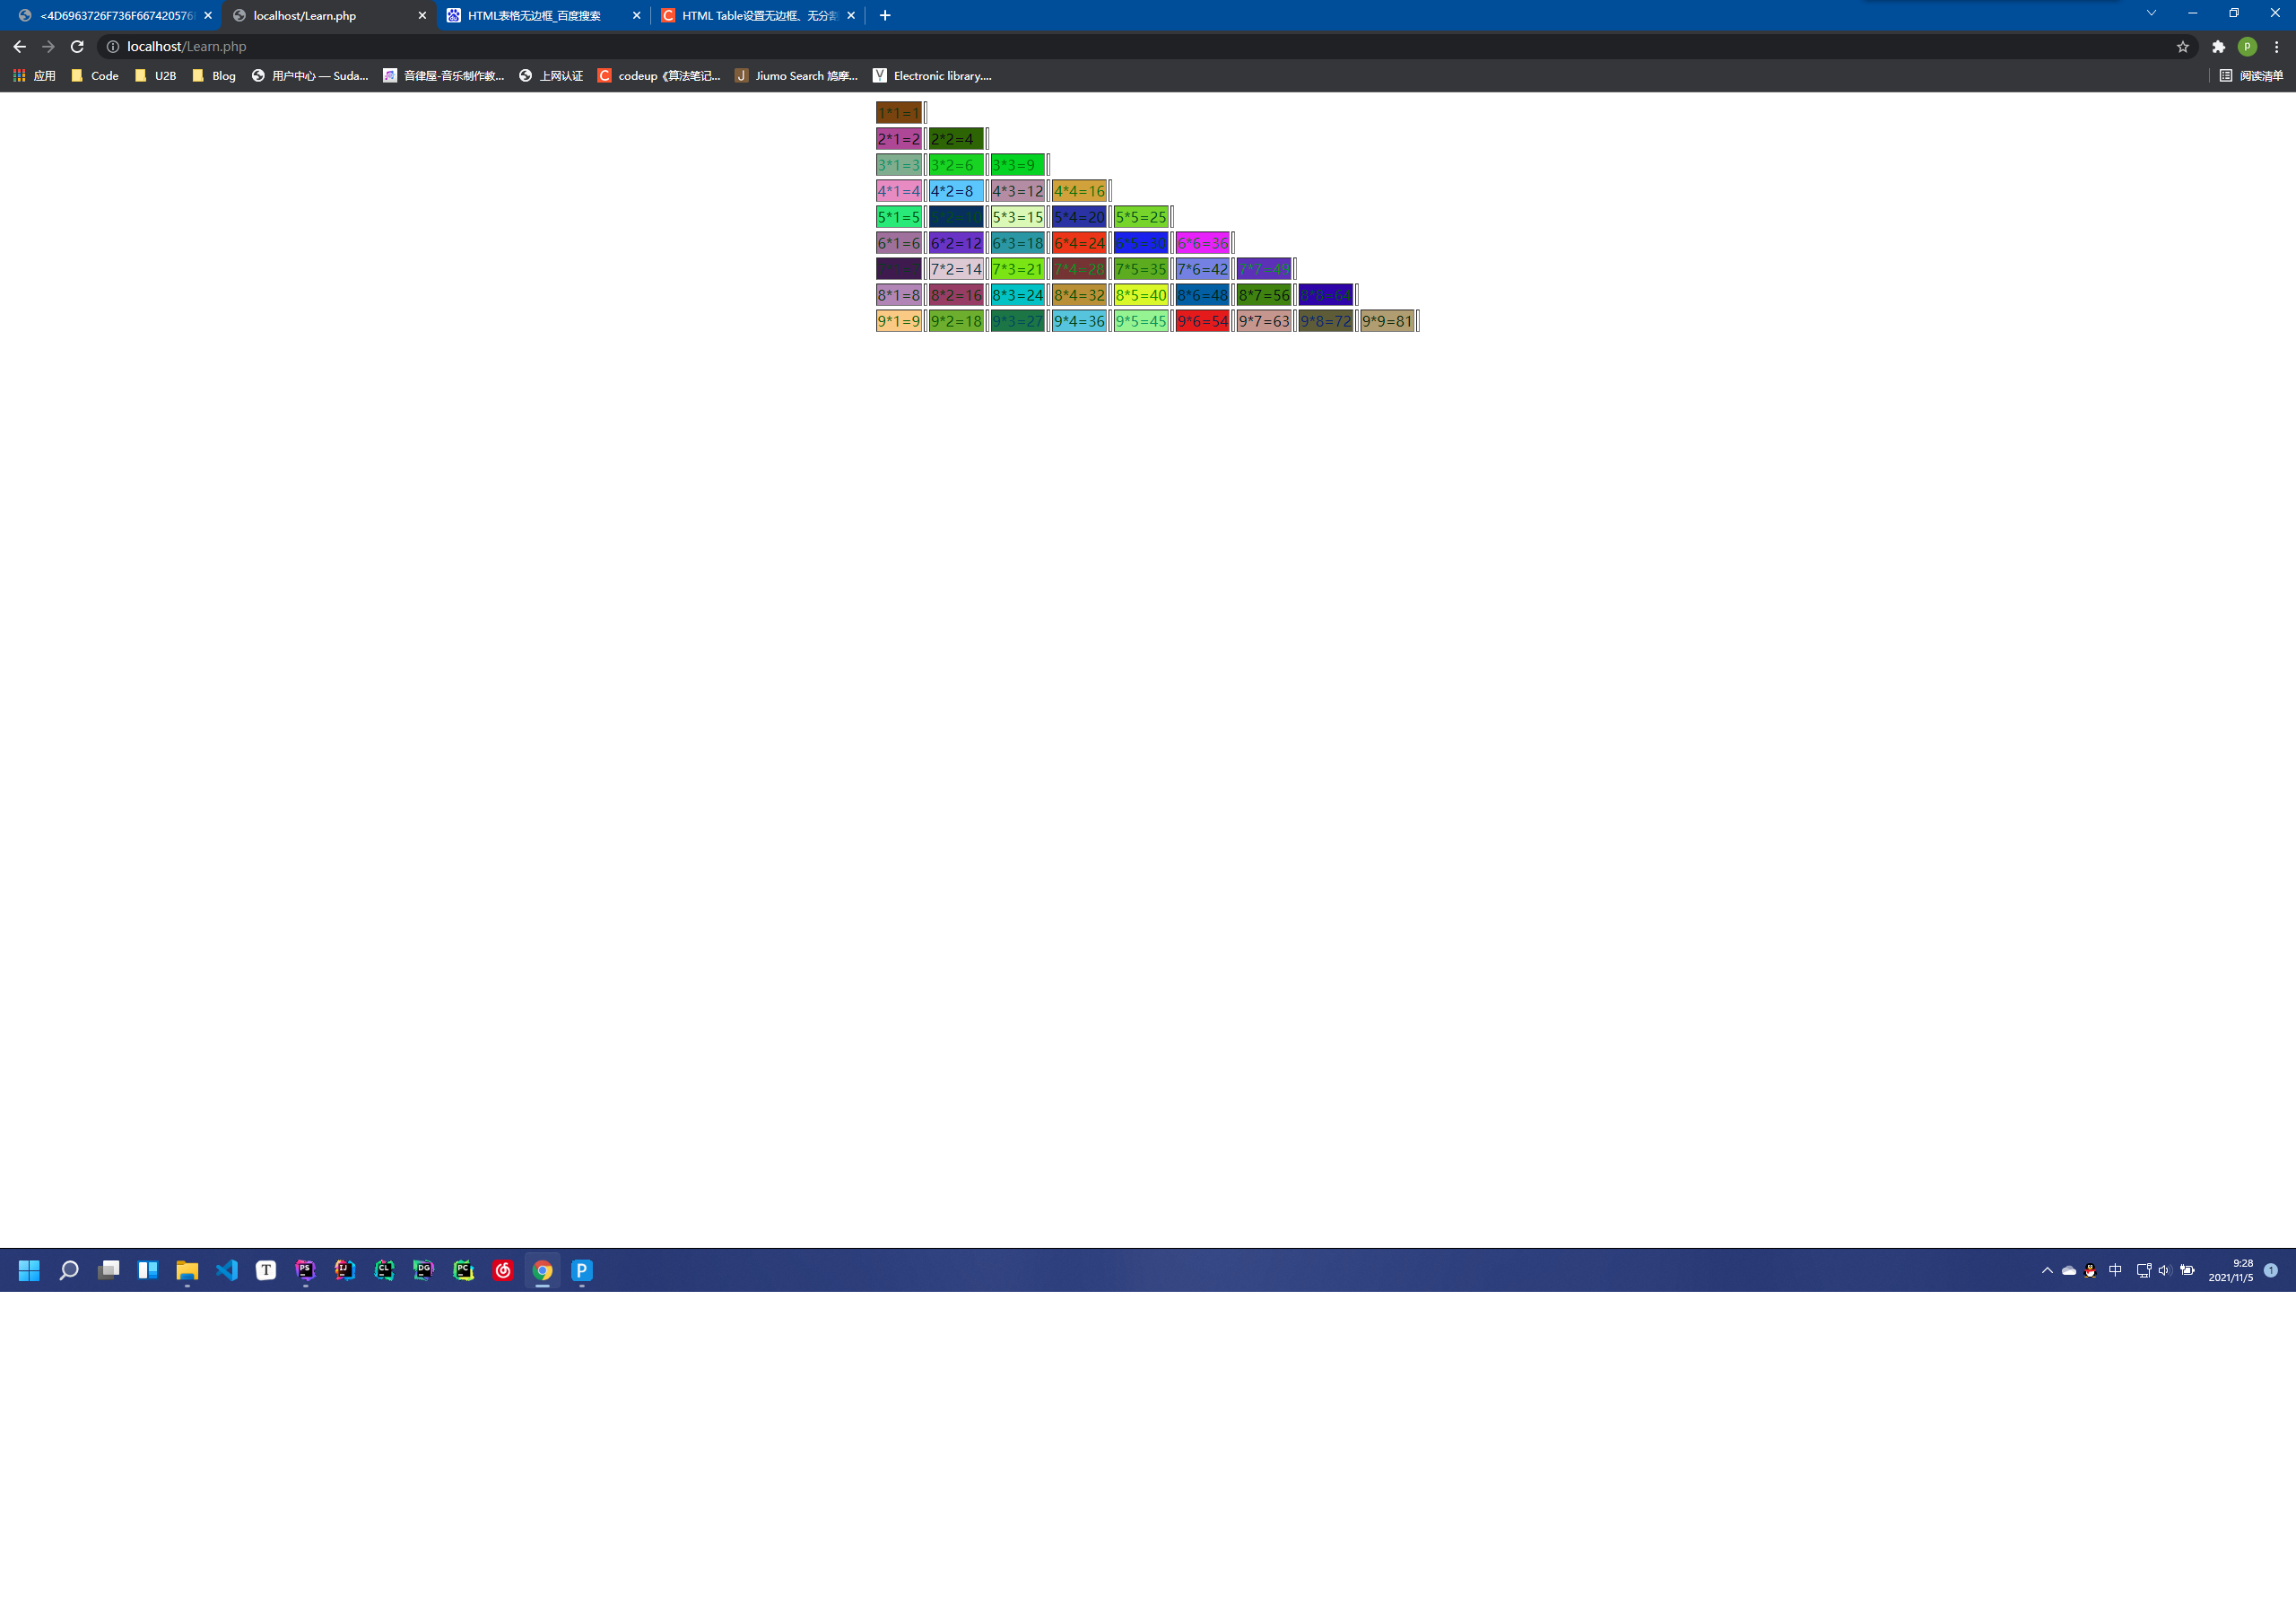 <4D6963726F736F667420576
localhost/Learn.php
HTML表格无边框_百度搜索
HTML Table设置无边框、无分割
localhost/Learn.php
应用 Code U2B Blog 用户中心 — Suda... 音律屋-音乐制作教... 上网认证 codeup《算法笔记... Jiumo Search 鸠摩... Electronic library.... 阅读清单
1*1=1
2*1=2 2*2=4
3*1=3 3*2=6 3*3=9
4*1=4 4*2=8 4*3=12 4*4=16
5*1=5 5*2=10 5*3=15 5*4=20 5*5=25
6*1=6 6*2=12 6*3=18 6*4=24 6*5=30 6*6=36
7*2=14 7*3=21 7*4=28 7*5=35 7*6=42 7*7=49
8*1=8 8*2=16 8*3=24 8*4=32 8*5=40 8*6=48 8*7=56 8*8=64
9*1=9 9*2=18 9*3=27 9*4=36 9*5=45 9*6=54 9*7=63 9*8=72 9*9=81
中
9:28
2021/11/5
1